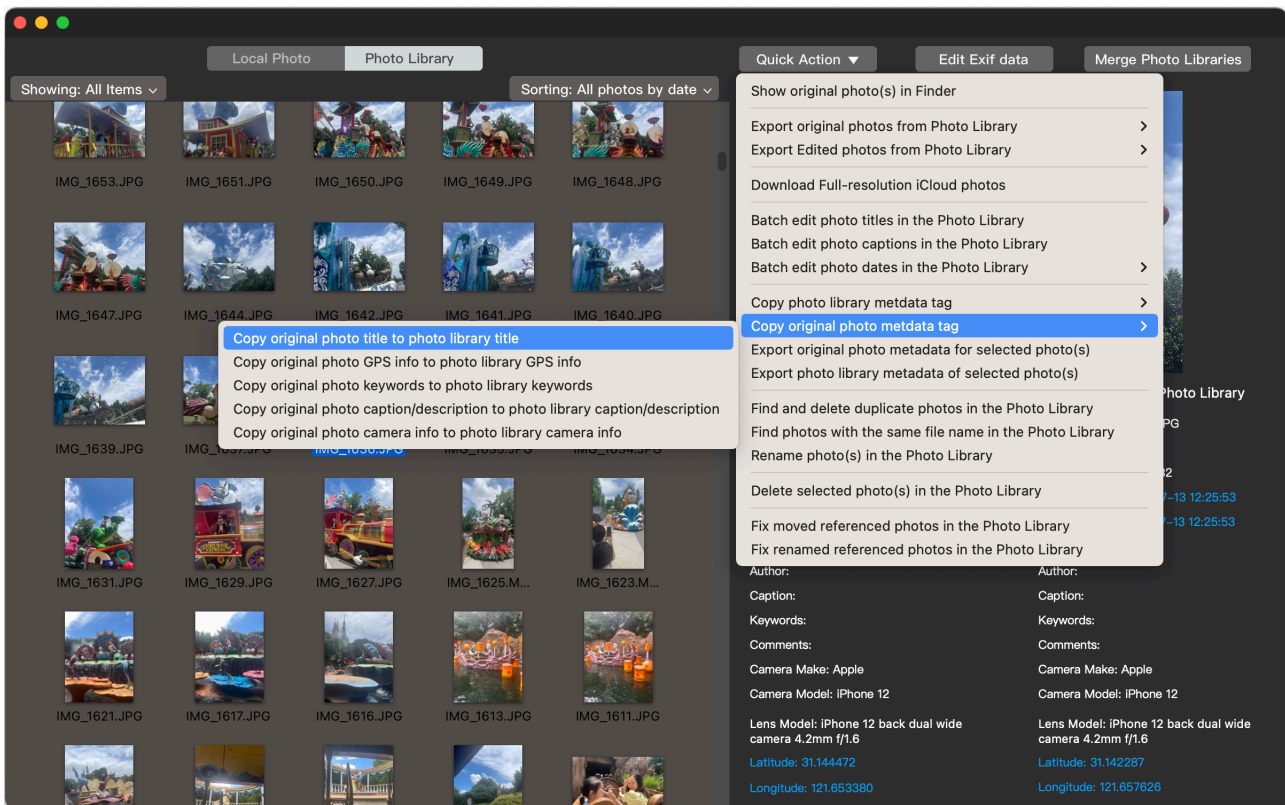 Local Photo
Photo Library
Quick Action ▼
Edit Exif data
Merge Photo Libraries
Showing: All Items
Sorting: All photos by date
IMG_1653.JPG
IMG_1651.JPG
IMG_1650.JPG
IMG_1649.JPG
IMG_1648.JPG
IMG_1647.JPG
IMG_1644.JPG
IMG_1642.JPG
IMG_1641.JPG
IMG_1640.JPG
Copy original photo title to photo library title
Copy original photo GPS info to photo library GPS info
Copy original photo keywords to photo library keywords
Copy original photo caption/description to photo library caption/description
Copy original photo camera info to photo library camera info
IMG_1639.JPG
IMG_1637.JPG
IMG_1636.JPG
IMG_1635.JPG
IMG_1634.JPG
IMG_1631.JPG
IMG_1629.JPG
IMG_1627.JPG
IMG_1625.M...
IMG_1623.M...
IMG_1621.JPG
IMG_1617.JPG
IMG_1616.JPG
IMG_1613.JPG
IMG_1611.JPG
Show original photo(s) in Finder
Export original photos from Photo Library
Export Edited photos from Photo Library
Download Full-resolution iCloud photos
Batch edit photo titles in the Photo Library
Batch edit photo captions in the Photo Library
Batch edit photo dates in the Photo Library
Copy photo library metdata tag
Copy original photo metdata tag
Export original photo metadata for selected photo(s)
Export photo library metadata of selected photo(s)
Find and delete duplicate photos in the Photo Library
Find photos with the same file name in the Photo Library
Rename photo(s) in the Photo Library
Delete selected photo(s) in the Photo Library
Fix moved referenced photos in the Photo Library
Fix renamed referenced photos in the Photo Library
Photo Library
PG
32
7-13 12:25:53
7-13 12:25:53
Author:
Caption:
Keywords:
Comments:
Camera Make: Apple
Camera Model: iPhone 12
Lens Model: iPhone 12 back dual wide
camera 4.2mm f/1.6
Latitude: 31.144472
Longitude: 121.653380
Author:
Caption:
Keywords:
Comments:
Camera Make: Apple
Camera Model: iPhone 12
Lens Model: iPhone 12 back dual wide
camera 4.2mm f/1.6
Latitude: 31.142287
Longitude: 121.657626